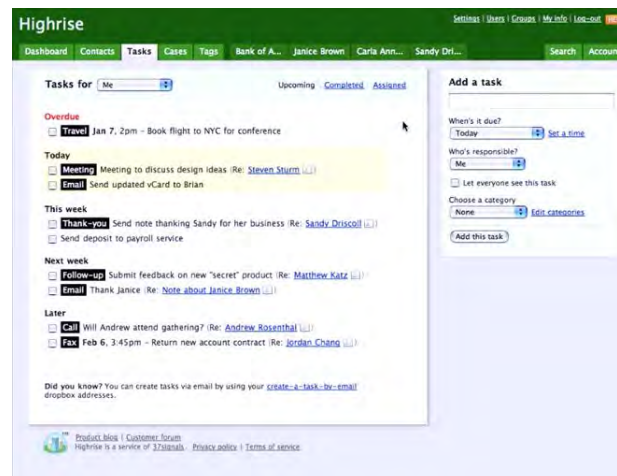 Highrise
Settings | Users | Groups | My info | Log-out
Dashboard Contacts Tasks Cases Tags Bank of A... Janice Brown Carla Ann... Sandy Dri... Search Accoun
Tasks for Me Upcoming Completed Assigned
Overdue
Travel Jan 7, 2pm – Book flight to NYC for conference
Today
Meeting Meeting to discuss design ideas (Re: Steven Sturm)
Email Send updated vCard to Brian
This week
Thank-you Send note thanking Sandy for her business (Re: Sandy Driscoll)
Send deposit to payroll service
Next week
Follow-up Submit feedback on new "secret" product (Re: Matthew Katz)
Email Thank Janice (Re: Note about Janice Brown)
Later
Call Will Andrew attend gathering? (Re: Andrew Rosenthal)
Fax Feb 6, 3:45pm – Return new account contract (Re: Jordan Chang)
Did you know? You can create tasks via email by using your create-a-task-by-email
dropbox addresses.
Add a task
When's it due?
Today Set a time
Who's responsible?
Me
Let everyone see this task
Choose a category
None Edit categories
Add this task
Product blog | Customer forum
Highrise is a service of 37signals. Privacy policy | Terms of service